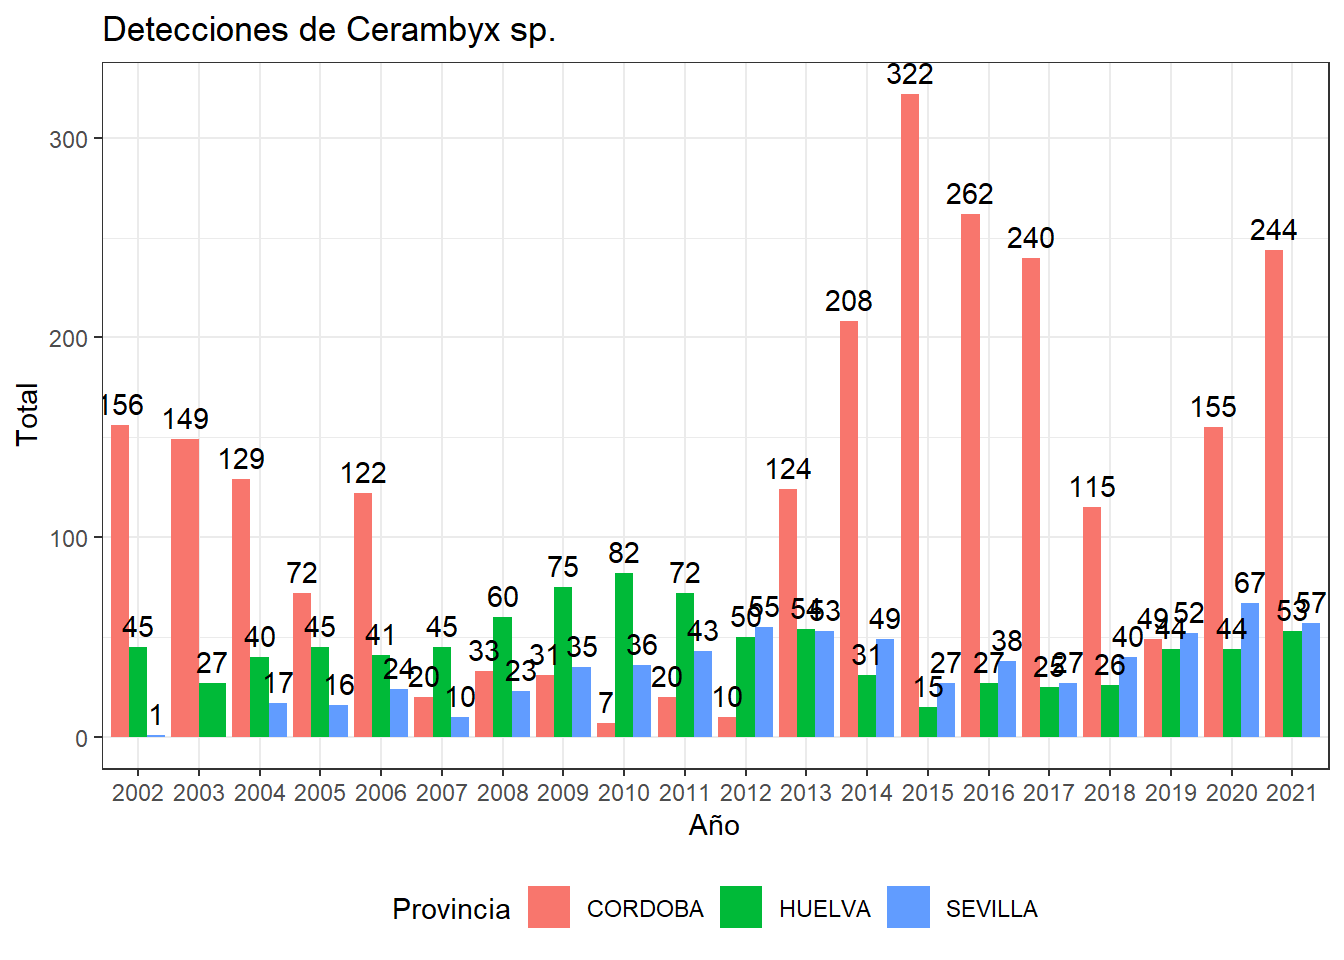 Detecciones de Cerambyx sp.
Total
300
200
100
0
156 45 1
149 27
129 40 17
72 45 16
122 41 24
20 45 10
33 60 23
31 75 35
7 82 36
20 72 43
10 50 55
124 54 53
208 31 49
322 15 27
262 27 38
240 25 27
115 26 40
49 44 52
155 44 67
244 53 57
2002 2003 2004 2005 2006 2007 2008 2009 2010 2011 2012 2013 2014 2015 2016 2017 2018 2019 2020 2021
Año
Provincia CORDOBA HUELVA SEVILLA